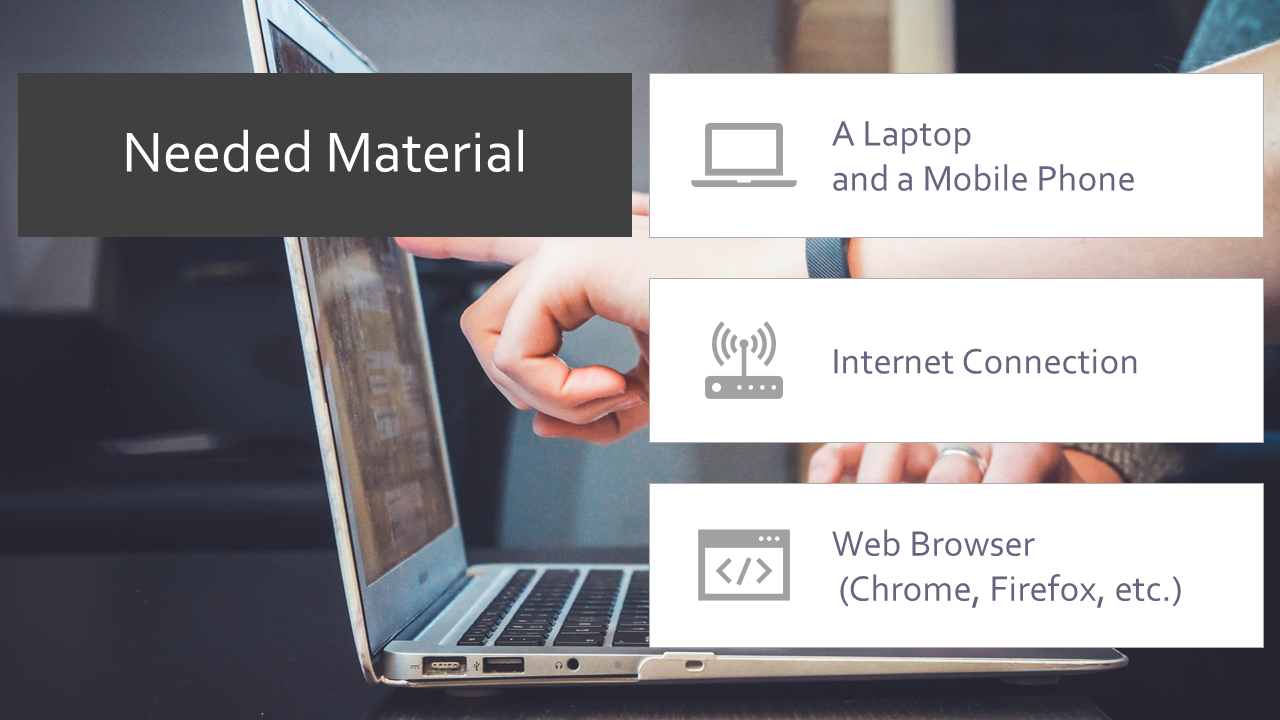 Needed Material
A Laptop
and a Mobile Phone
Internet Connection
Web Browser
(Chrome, Firefox, etc.)